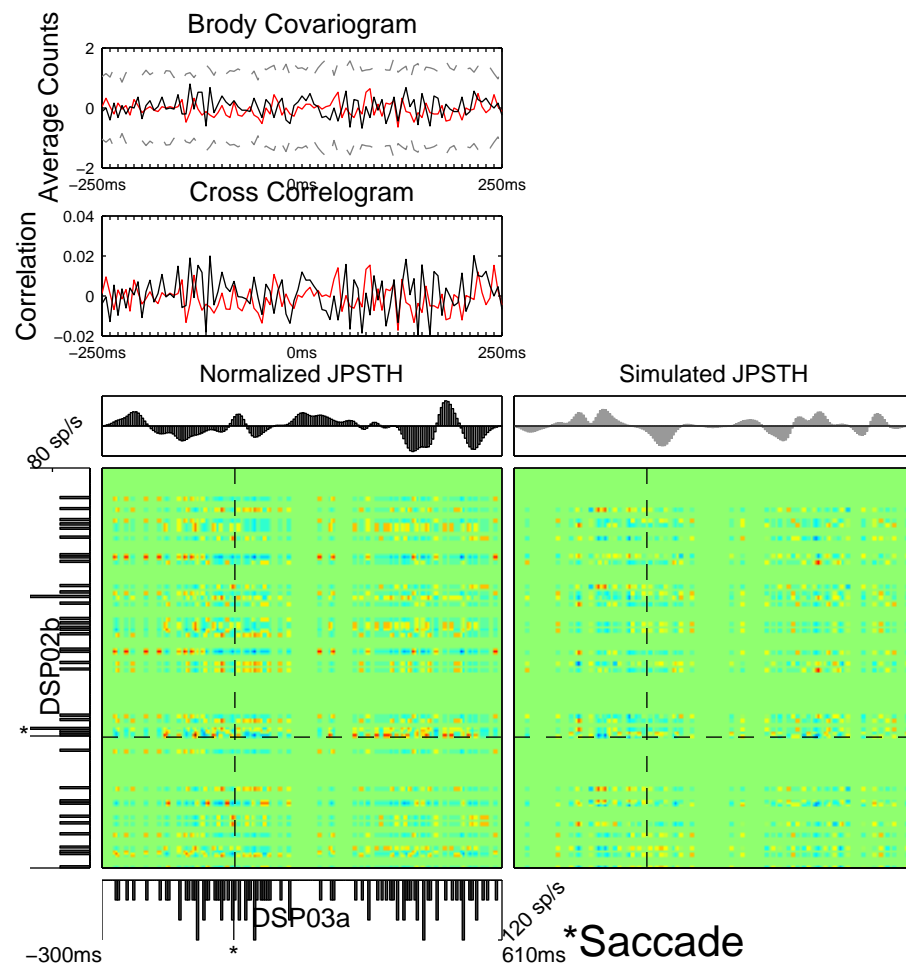 Brody Covariogram
Average Counts
2
0
−2
−250ms
0ms
250ms
Cross Correlogram
Correlation
0.04
0.02
0
−0.02
−250ms
0ms
250ms
Normalized JPSTH
Simulated JPSTH
80 sp/s
DSP02b
*
DSP03a
120 sp/s
*Saccade
−300ms
*
610ms